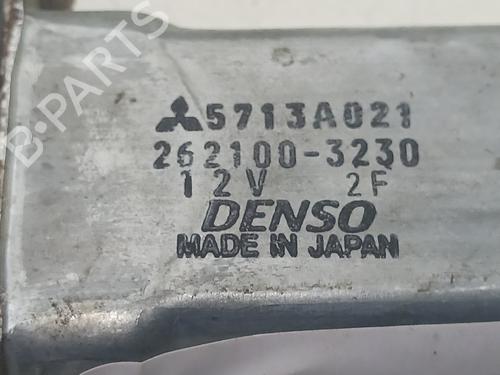 B-PARTS
5713A021
262100-3230
12V 2F
DENSO
MADE IN JAPAN